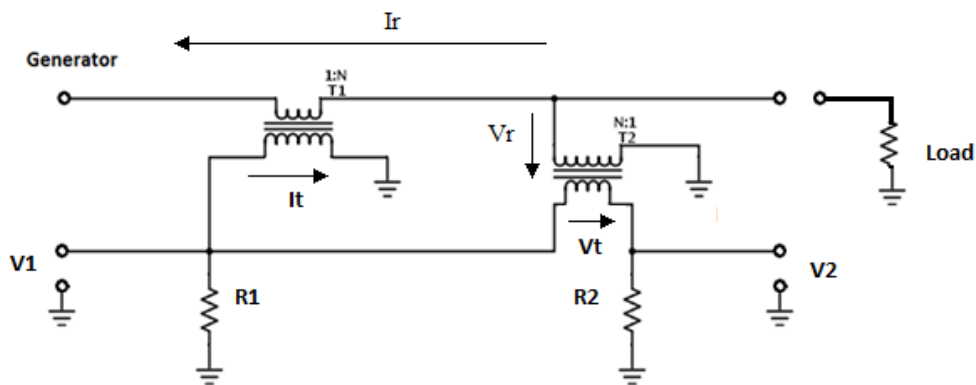 Ir
Generator
1:N
T1
Vr
N:1
T2
Load
It
V1
Vt
V2
R1
R2